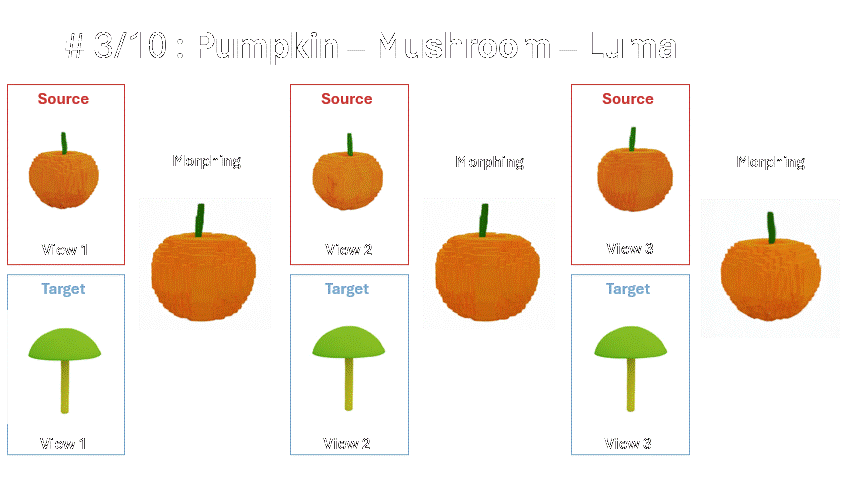 # 3/10 : Pumpkin – Mushroom – Luma
Source
View 1
Target
View 1
Morphing
Source
View 2
Target
View 2
Morphing
Source
View 3
Target
View 3
Morphing